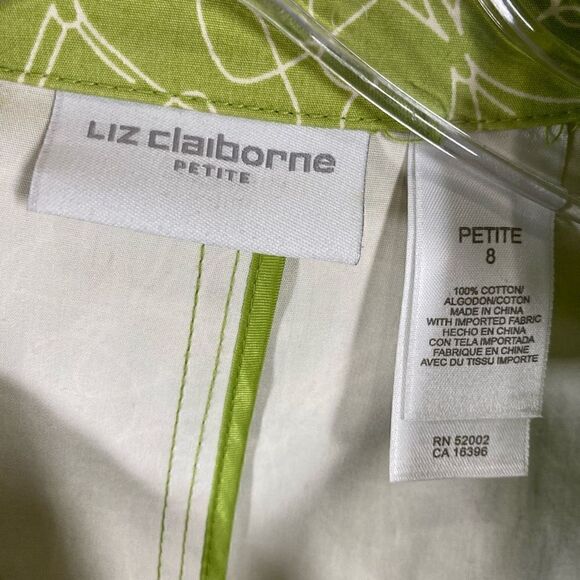 LIZ claiborne
PETITE
PETITE
8
100% COTTON/
ALGODON/COTON
MADE IN CHINA
WITH IMPORTED FABRIC
HECHO EN CHINA
CON TELA IMPORTADA
FABRIQUE EN CHINE
AVEC DU TISSU IMPORTE
RN 52002
CA 16396